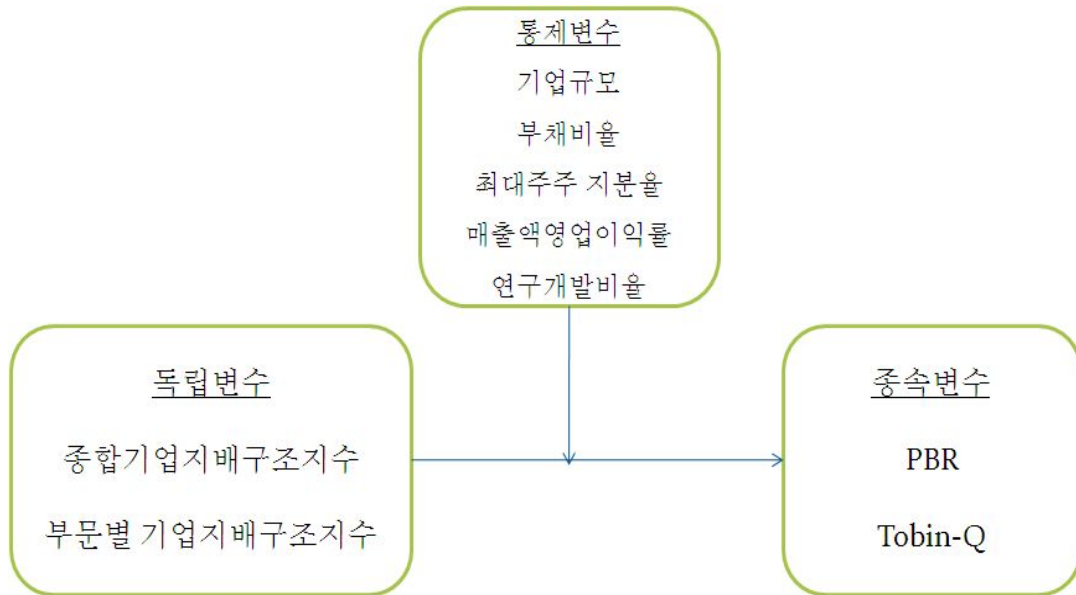 통제변수
기업규모
부채비율
최대주주 지분율
매출액영업이익률
연구개발비율
독립변수
종합기업지배구조지수
부문별 기업지배구조지수
종속변수
PBR
Tobin-Q